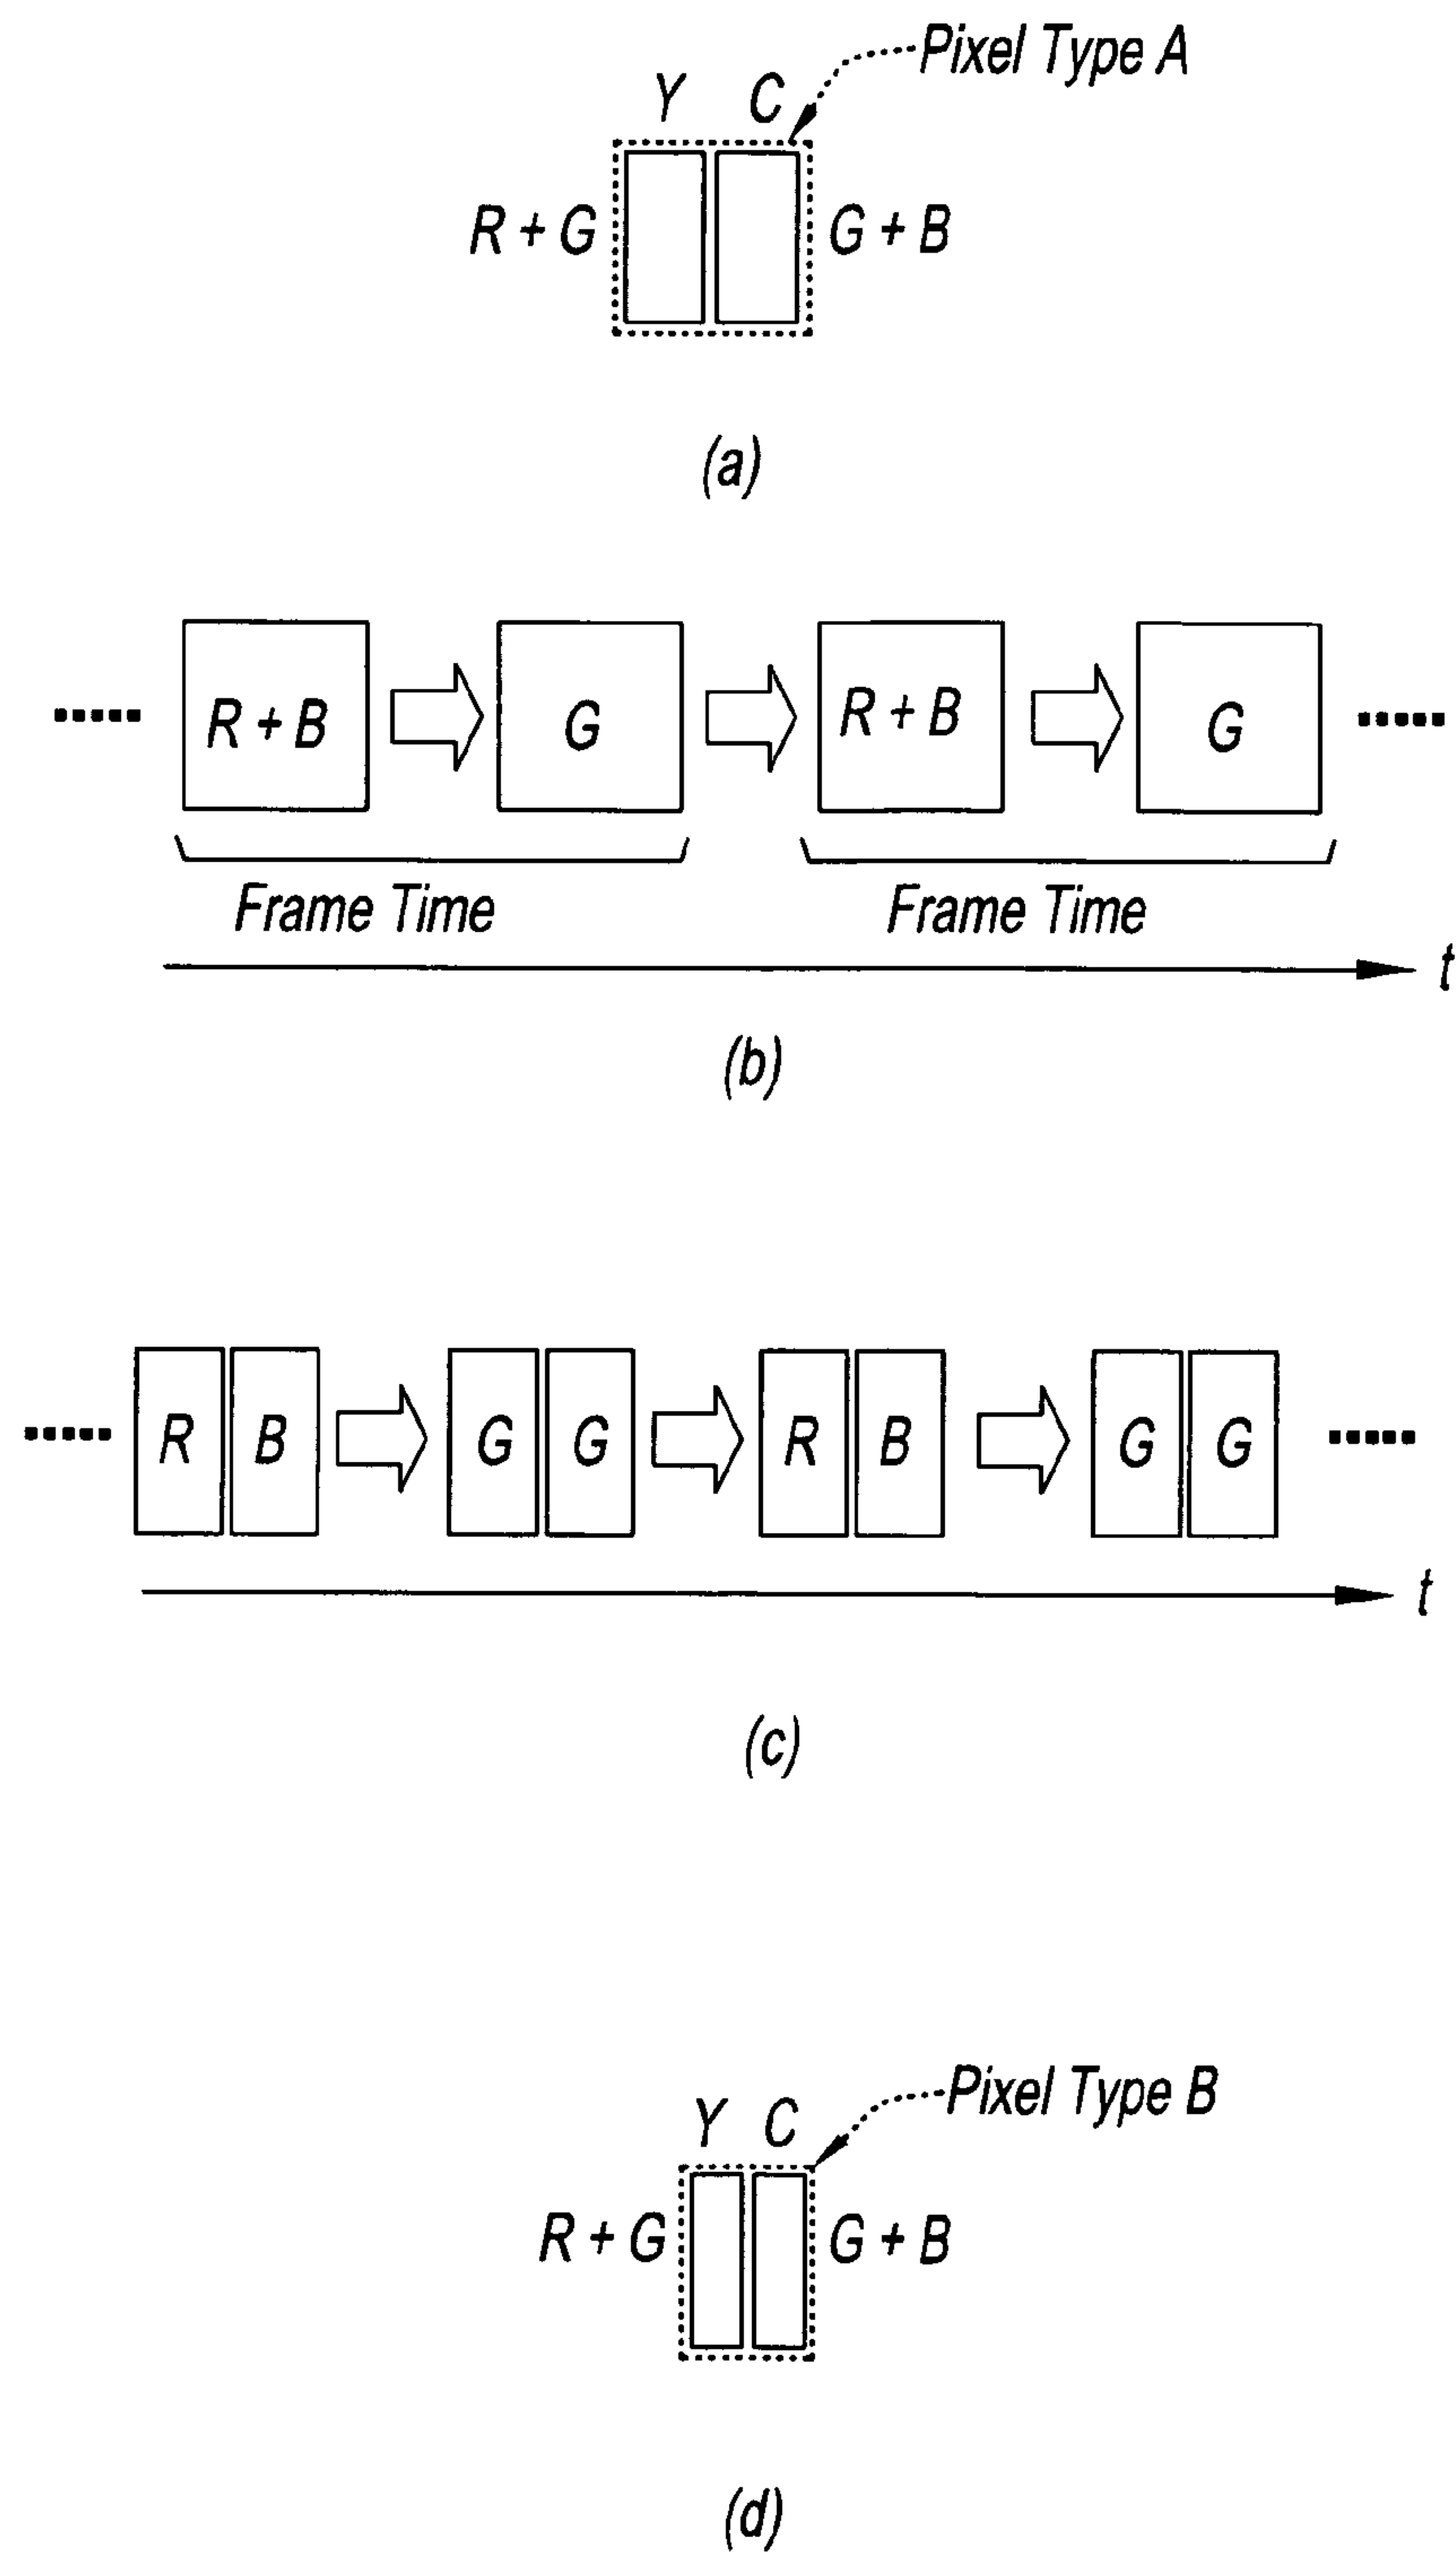 Pixel Type A
Y C
R + G G + B
(a)
R + B G R + B G
Frame Time Frame Time
t
(b)
R B G G R B G G
t
(c)
Pixel Type B
Y C
R + G G + B
(d)